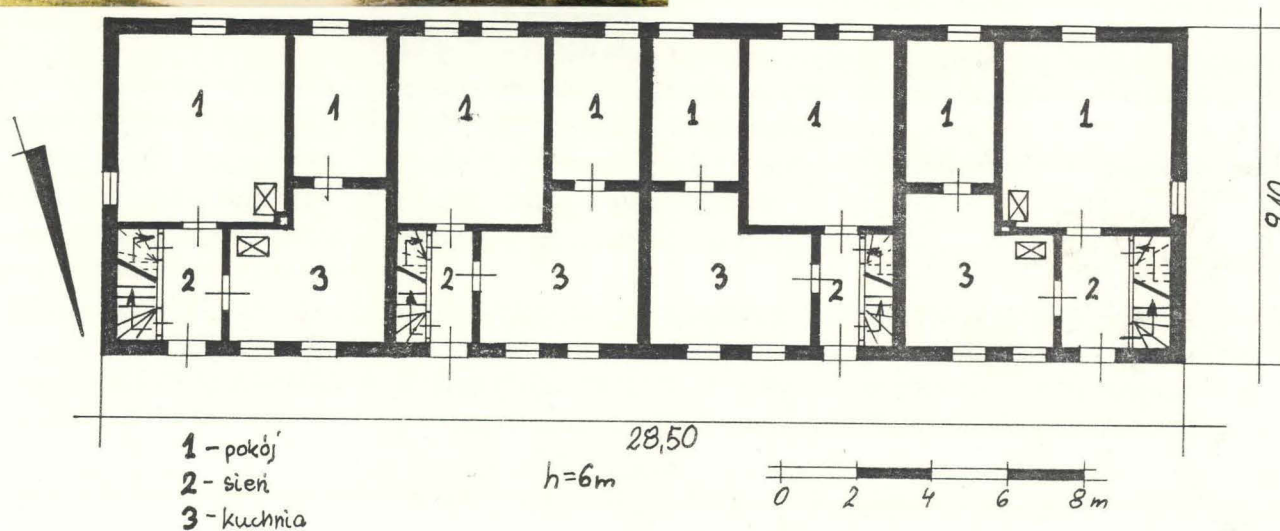 1 1 1 1 1 1 1 1
2 3 2 3 3 2 3 2
9,10
28,50
1 - pokój
2 - sień
3 - kuchnia
h=6m
0 2 4 6 8 m